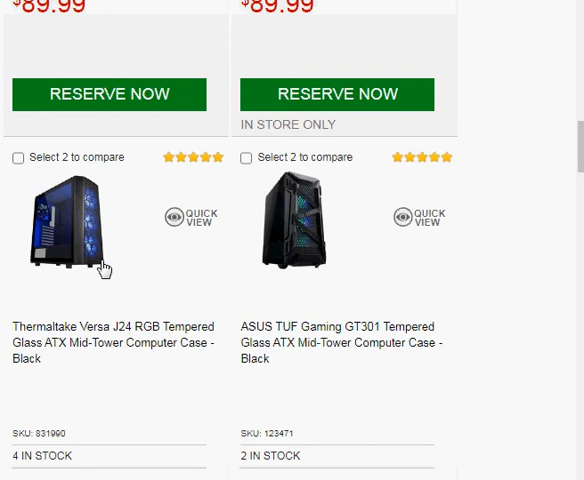 $89.99 $89.99
RESERVE NOW RESERVE NOW
IN STORE ONLY
Select 2 to compare Select 2 to compare
QUICK VIEW QUICK VIEW
Thermaltake Versa J24 RGB Tempered
Glass ATX Mid-Tower Computer Case -
Black
ASUS TUF Gaming GT301 Tempered
Glass ATX Mid-Tower Computer Case -
Black
SKU: 831990 SKU: 123471
4 IN STOCK 2 IN STOCK